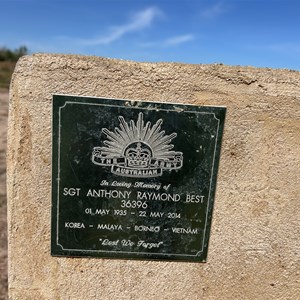 THE ARMY
AUSTRALIAN
In Loving Memory of
SGT ANTHONY RAYMOND BEST
36396
01 MAY 1935 - 22 MAY 2014
KOREA - MALAYA - BORNEO - VIETNAM
"Lest We Forget"